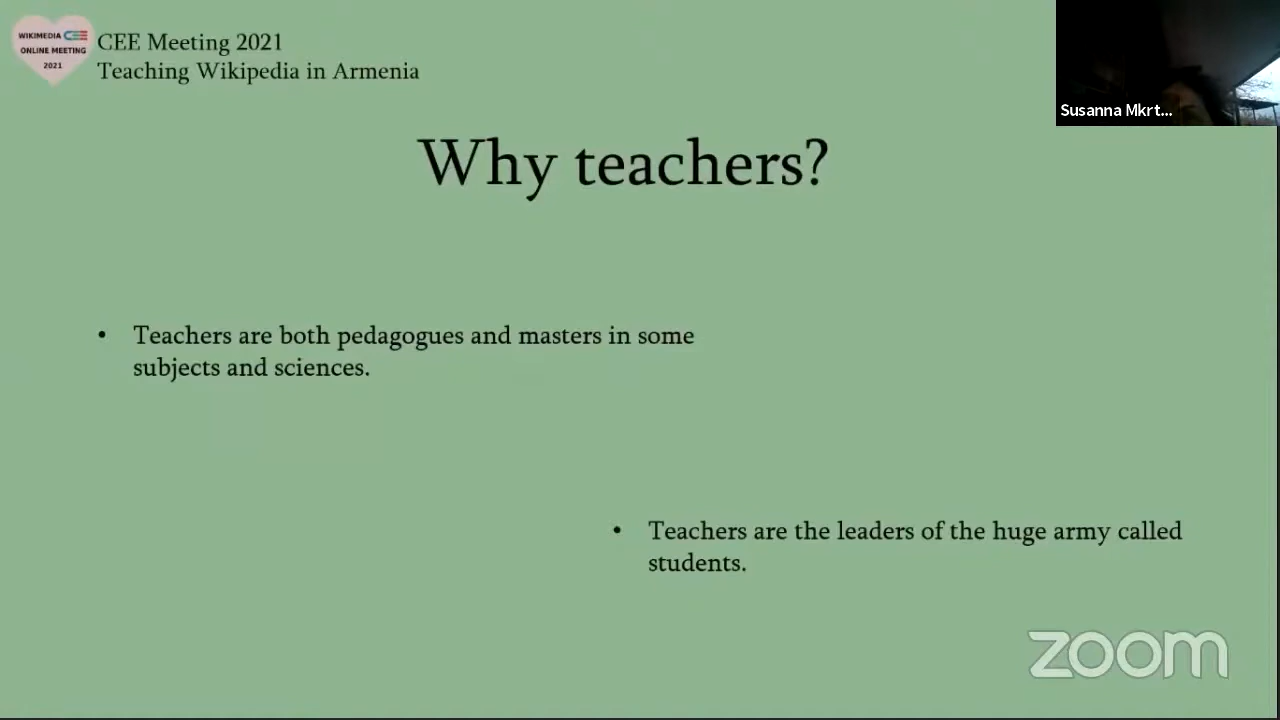 WIKIMEDIA CEE
ONLINE MEETING
2021
CEE Meeting 2021
Teaching Wikipedia in Armenia
Susanna Mkrt...
Why teachers?
• Teachers are both pedagogues and masters in some
subjects and sciences.
• Teachers are the leaders of the huge army called
students.
zoom